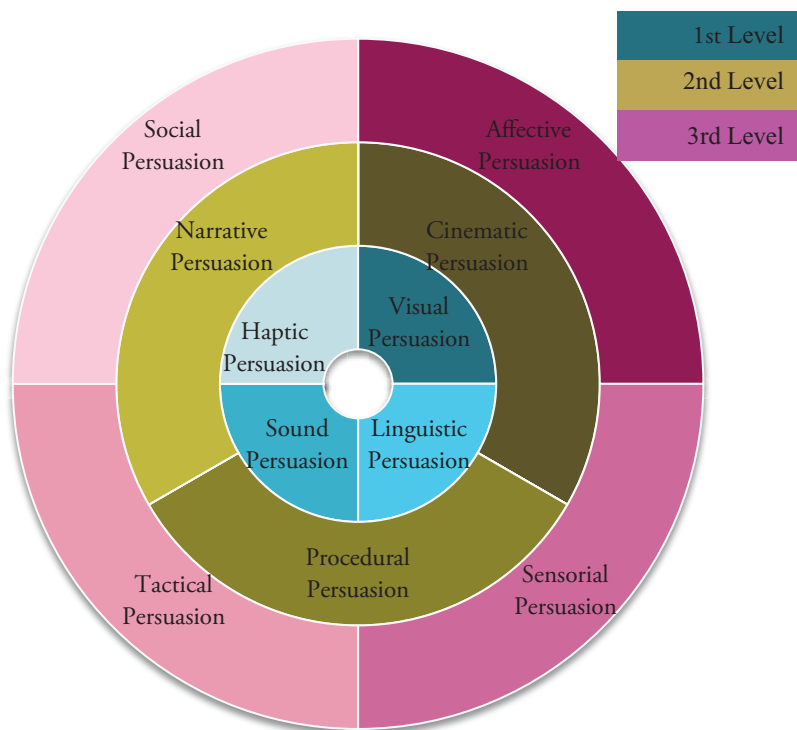 1st Level
2nd Level
3rd Level
Social
Persuasion
Affective
Persuasion
Narrative
Persuasion
Cinematic
Persuasion
Haptic
Persuasion
Visual
Persuasion
Sound
Persuasion
Linguistic
Persuasion
Procedural
Persuasion
Tactical
Persuasion
Sensorial
Persuasion